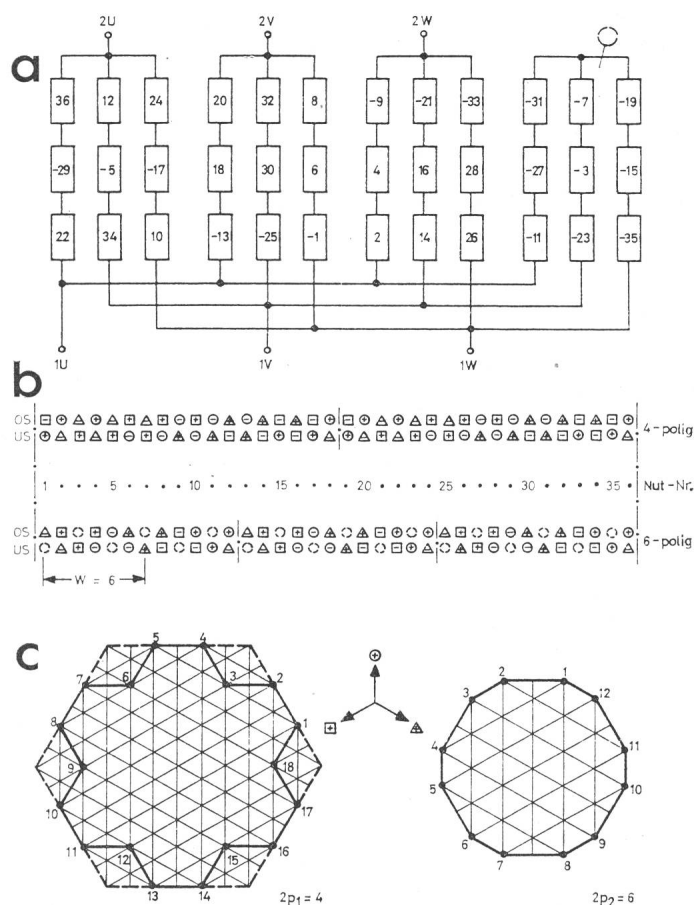 2U 2V 2W
a
36 12 24 20 32 8 -9 -21 -33 -31 -7 -19
-29 -5 -17 18 30 6 4 16 28 -27 -3 -15
22 34 10 -13 -25 -1 2 14 26 -11 -23 -35
1U 1V 1W
b
OS
US
4-polig
1 5 10 15 20 25 30 35 Nut-Nr.
OS
US
6-polig
W = 6
c
5 4
7 6 3 2
8 1
9 18
10 17
11 12 15 16
13 14
2p₁=4
2 1
3 12
4 11
5 10
6 9
7 8
2p₂=6